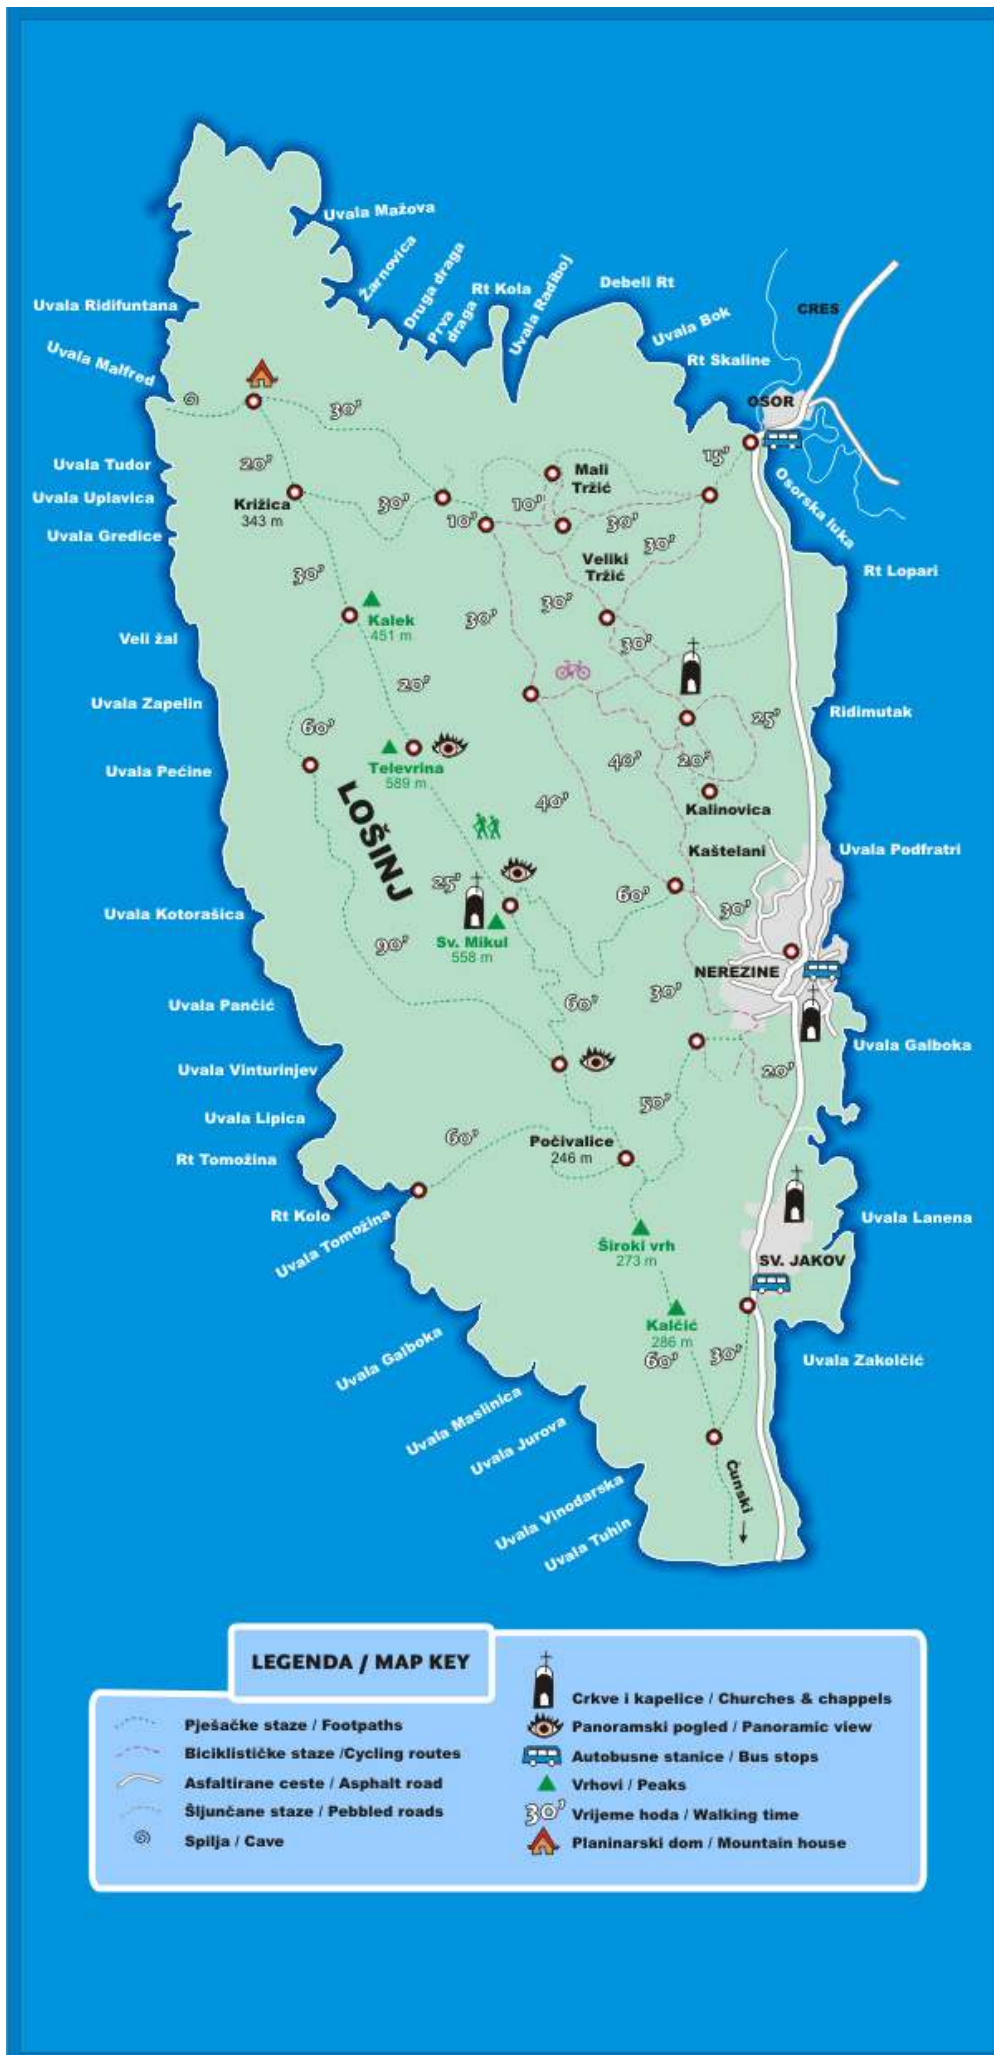 Uvala Mažova
Žarnovica
Druga draga
Prva
draga
Rt Kola
Uvala Radiboj
Debeli Rt
Uvala Bok
Rt Skaline
CRES
OSOR
Osorska luka
Rt Lopari
Uvala Ridifuntana
Uvala Malfred
30'
15'
Uvala Tudor
20'
Mali
Tržić
Uvala Uplavica
Križica
343 m
30'
10'
10'
30'
Uvala Gredice
30'
30'
Veliki
Tržić
Kalek
451 m
30'
30'
30'
Veli žal
20'
Uvala Zapelin
60'
25'
Ridimutak
Uvala Pećine
Televrina
589 m
40'
20'
LOŠINJ
40'
Kalinovica
Kaštelani
Uvala Podfratri
25'
60'
30'
Uvala Kotorašica
Sv. Mikul
558 m
90'
NEREZINE
Uvala Pančić
60'
30'
Uvala Galboka
Uvala Vinturinjev
20'
Uvala Lipica
50'
60'
Počivalice
246 m
Rt Tomožina
Rt Kolo
Uvala Tomožina
Uvala Lanena
Široki vrh
273 m
SV. JAKOV
Kalčić
286 m
60'
30'
Uvala Galboka
Uvala Zakolčić
Uvala Maslinica
Uvala Jurova
Čunski
Uvala Vinodarska
Uvala Tuhin
LEGENDA / MAP KEY
Pješačke staze / Footpaths
Biciklističke staze /Cycling routes
Asfaltirane ceste / Asphalt road
Šljunčane staze / Pebbled roads
Spilja / Cave
Crkve i kapelice / Churches & chappels
Panoramski pogled / Panoramic view
Autobusne stanice / Bus stops
Vrhovi / Peaks
30' Vrijeme hoda / Walking time
Planinarski dom / Mountain house